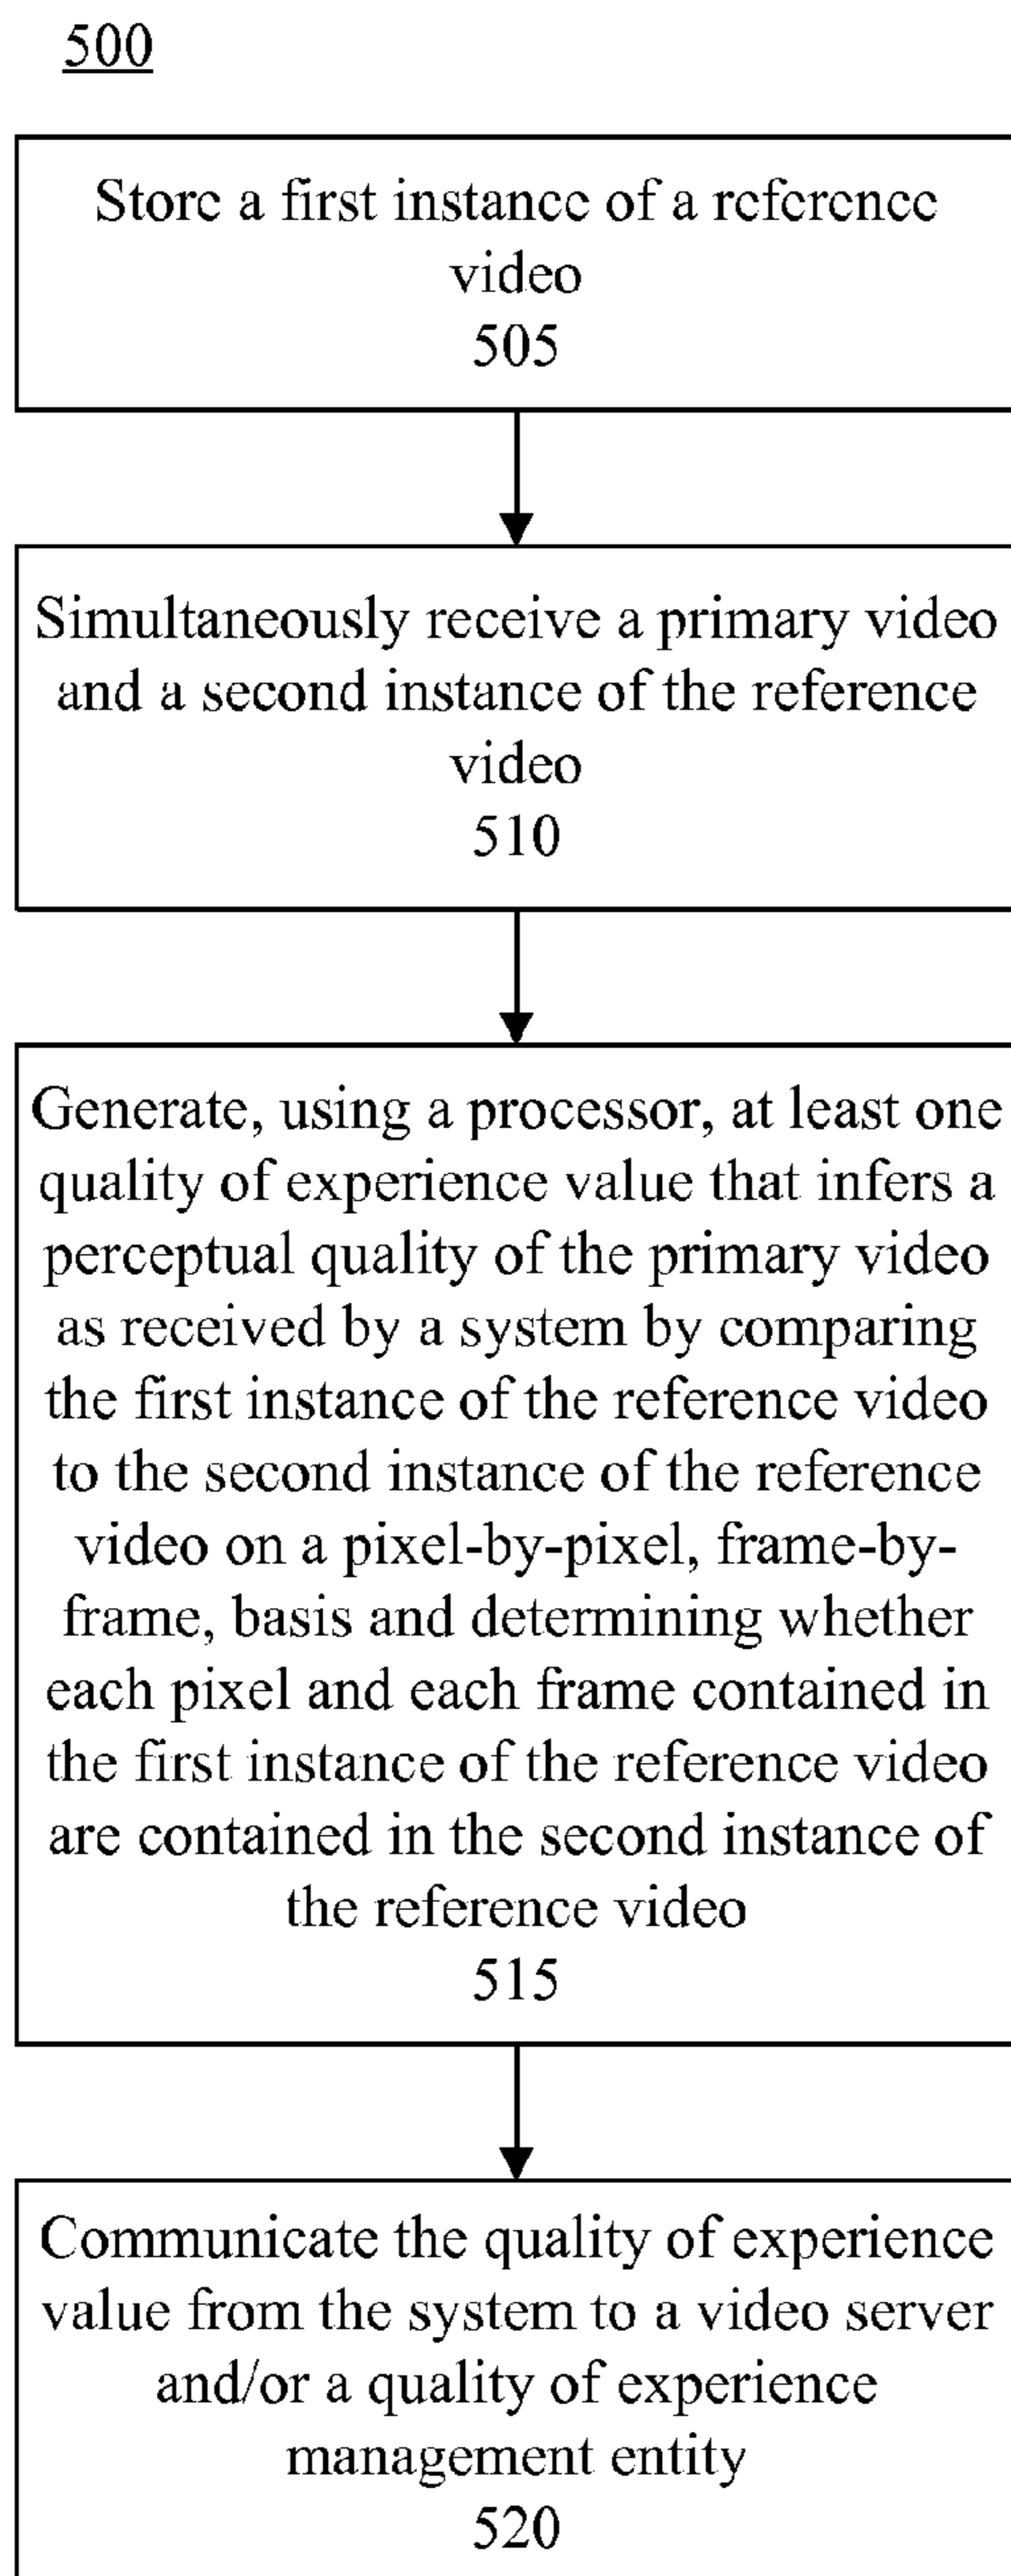 500
Store a first instance of a reference
video
505
Simultaneously receive a primary video
and a second instance of the reference
video
510
Generate, using a processor, at least one
quality of experience value that infers a
perceptual quality of the primary video
as received by a system by comparing
the first instance of the reference video
to the second instance of the reference
video on a pixel-by-pixel, frame-by-
frame, basis and determining whether
each pixel and each frame contained in
the first instance of the reference video
are contained in the second instance of
the reference video
515
Communicate the quality of experience
value from the system to a video server
and/or a quality of experience
management entity
520